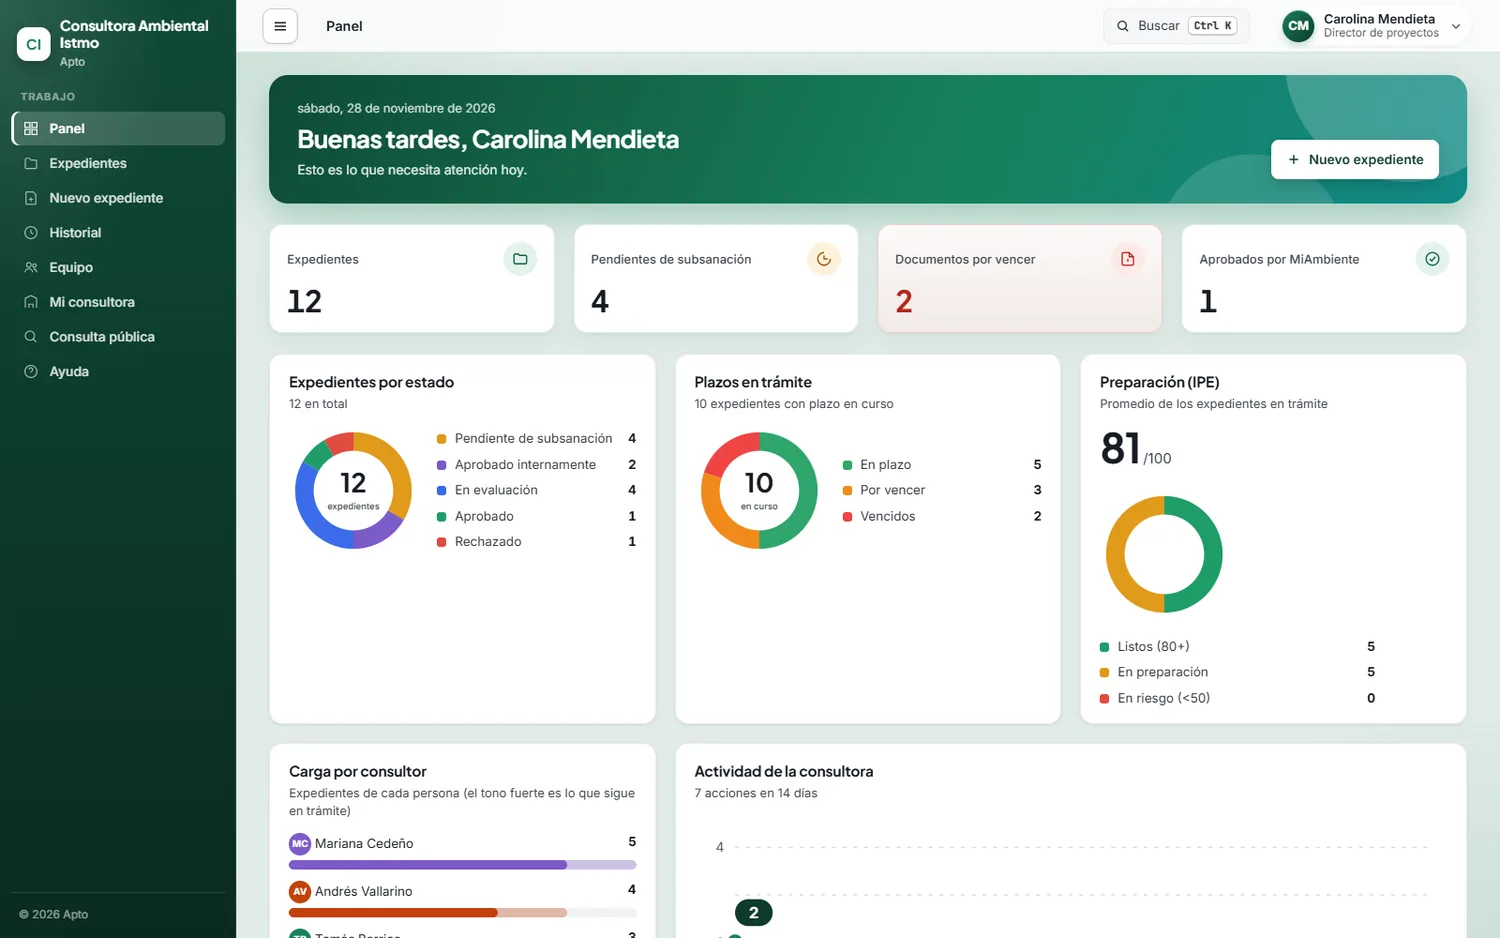 CI
Consultora Ambiental
Istmo
Apto
TRABAJO
Panel
Expedientes
Nuevo expediente
Historial
Equipo
Mi consultora
Consulta pública
Ayuda
© 2026 Apto
Panel
Buscar Ctrl K
CM
Carolina Mendieta
Director de proyectos
sábado, 28 de noviembre de 2026
Buenas tardes, Carolina Mendieta
Esto es lo que necesita atención hoy.
+ Nuevo expediente
Expedientes
12
Pendientes de subsanación
4
Documentos por vencer
2
Aprobados por MiAmbiente
1
Expedientes por estado
12 en total
12
expedientes
Pendiente de subsanación 4
Aprobado internamente 2
En evaluación 4
Aprobado 1
Rechazado 1
Plazos en trámite
10 expedientes con plazo en curso
10
en curso
En plazo 5
Por vencer 3
Vencidos 2
Preparación (IPE)
Promedio de los expedientes en trámite
81/100
Listos (80+) 5
En preparación 5
En riesgo (<50) 0
Carga por consultor
Expedientes de cada persona (el tono fuerte es lo que sigue
en trámite)
MC Mariana Cedeño 5
AV Andrés Vallarino 4
Actividad de la consultora
7 acciones en 14 días
4
2